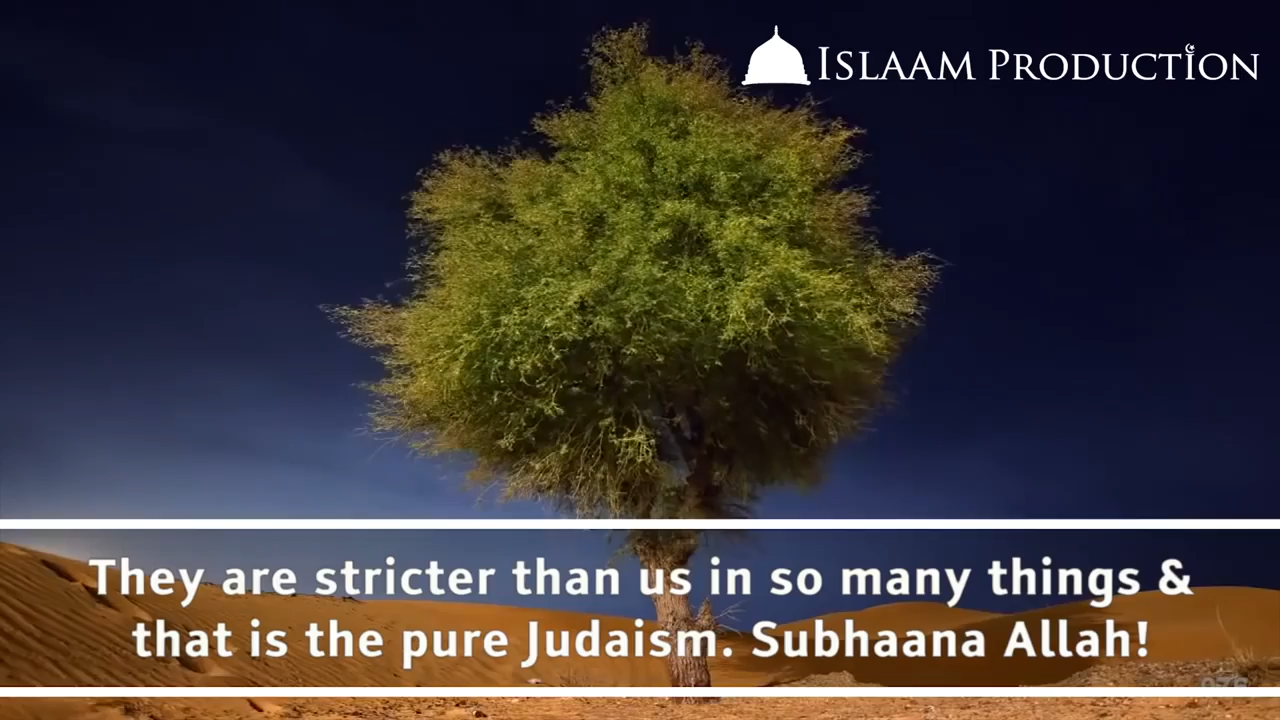 ISLAAM PRODUCTION
They are stricter than us in so many things &
that is the pure Judaism. Subhaana Allah!